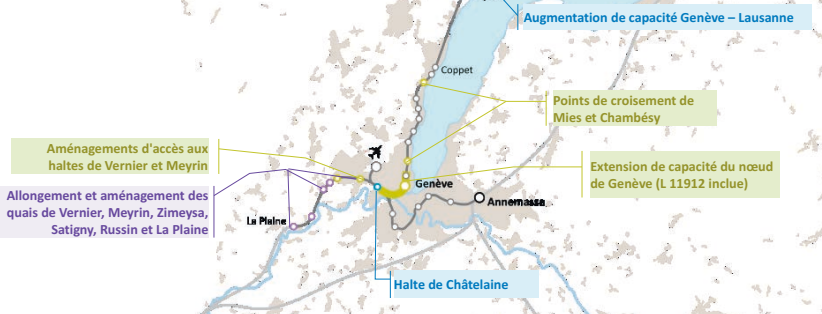 Augmentation de capacité Genève – Lausanne
Coppet
Points de croisement de
Mies et Chambésy
Aménagements d'accès aux
haltes de Vernier et Meyrin
Genève
Extension de capacité du nœud
de Genève (L 11912 inclue)
Allongement et aménagement des
quais de Vernier, Meyrin, Zimeysa,
Satigny, Russin et La Plaine
Annemasse
La Plaine
Halte de Châtelaine